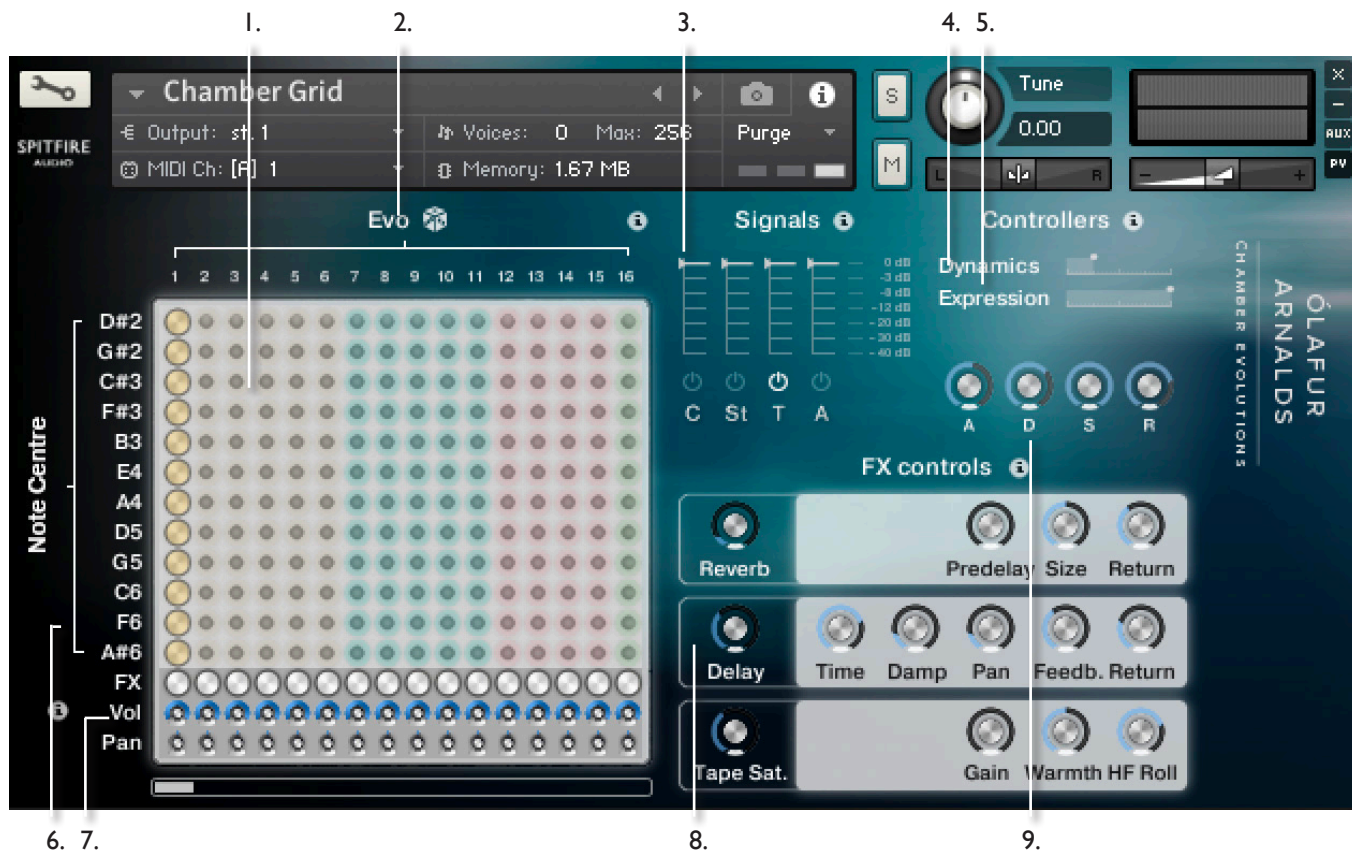 1. 2. 3. 4. 5.
Chamber Grid
S
Tune
X
SPITFIRE
AUDIO
Output: st. 1
Voices: 0 Max: 256
Purge
0.00
AUX
MIDI Ch: [A] 1
Memory: 1.67 MB
M
L R
- +
PV
Evo
Signals
Controllers
1 2 3 4 5 6 7 8 9 10 11 12 13 14 15 16
0 dB
-3 dB
-12 dB
-20 dB
-30 dB
-40 dB
Dynamics
Expression
Note Centre
D#2
G#2
C#3
F#3
B3
E4
A4
D5
G5
C6
F6
A#6
FX
Vol
Pan
C St T A
A D S R
CHAMBER EVOLUTIONS
ÓLAFUR
ARNALDS
FX controls
Reverb
Predelay Size Return
Delay
Time Damp Pan Feedb. Return
Tape Sat.
Gain Warmth HF Roll
6. 7. 8. 9.